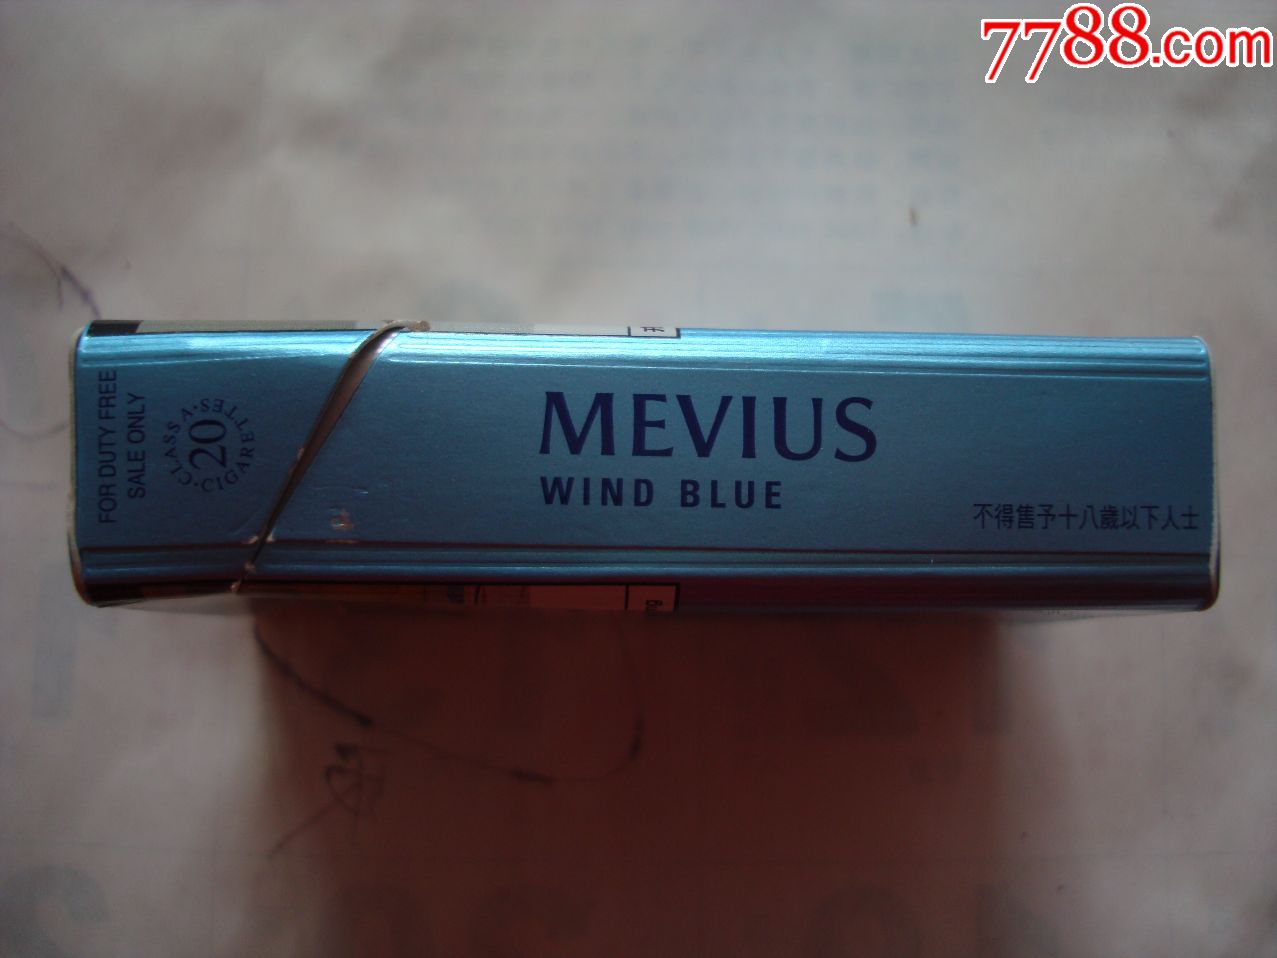 7788.com
FOR DUTY FREE
SALE ONLY
CLASS A · 20 CIGARETTES ·
MEVIUS
WIND BLUE
不得售予十八歲以下人士